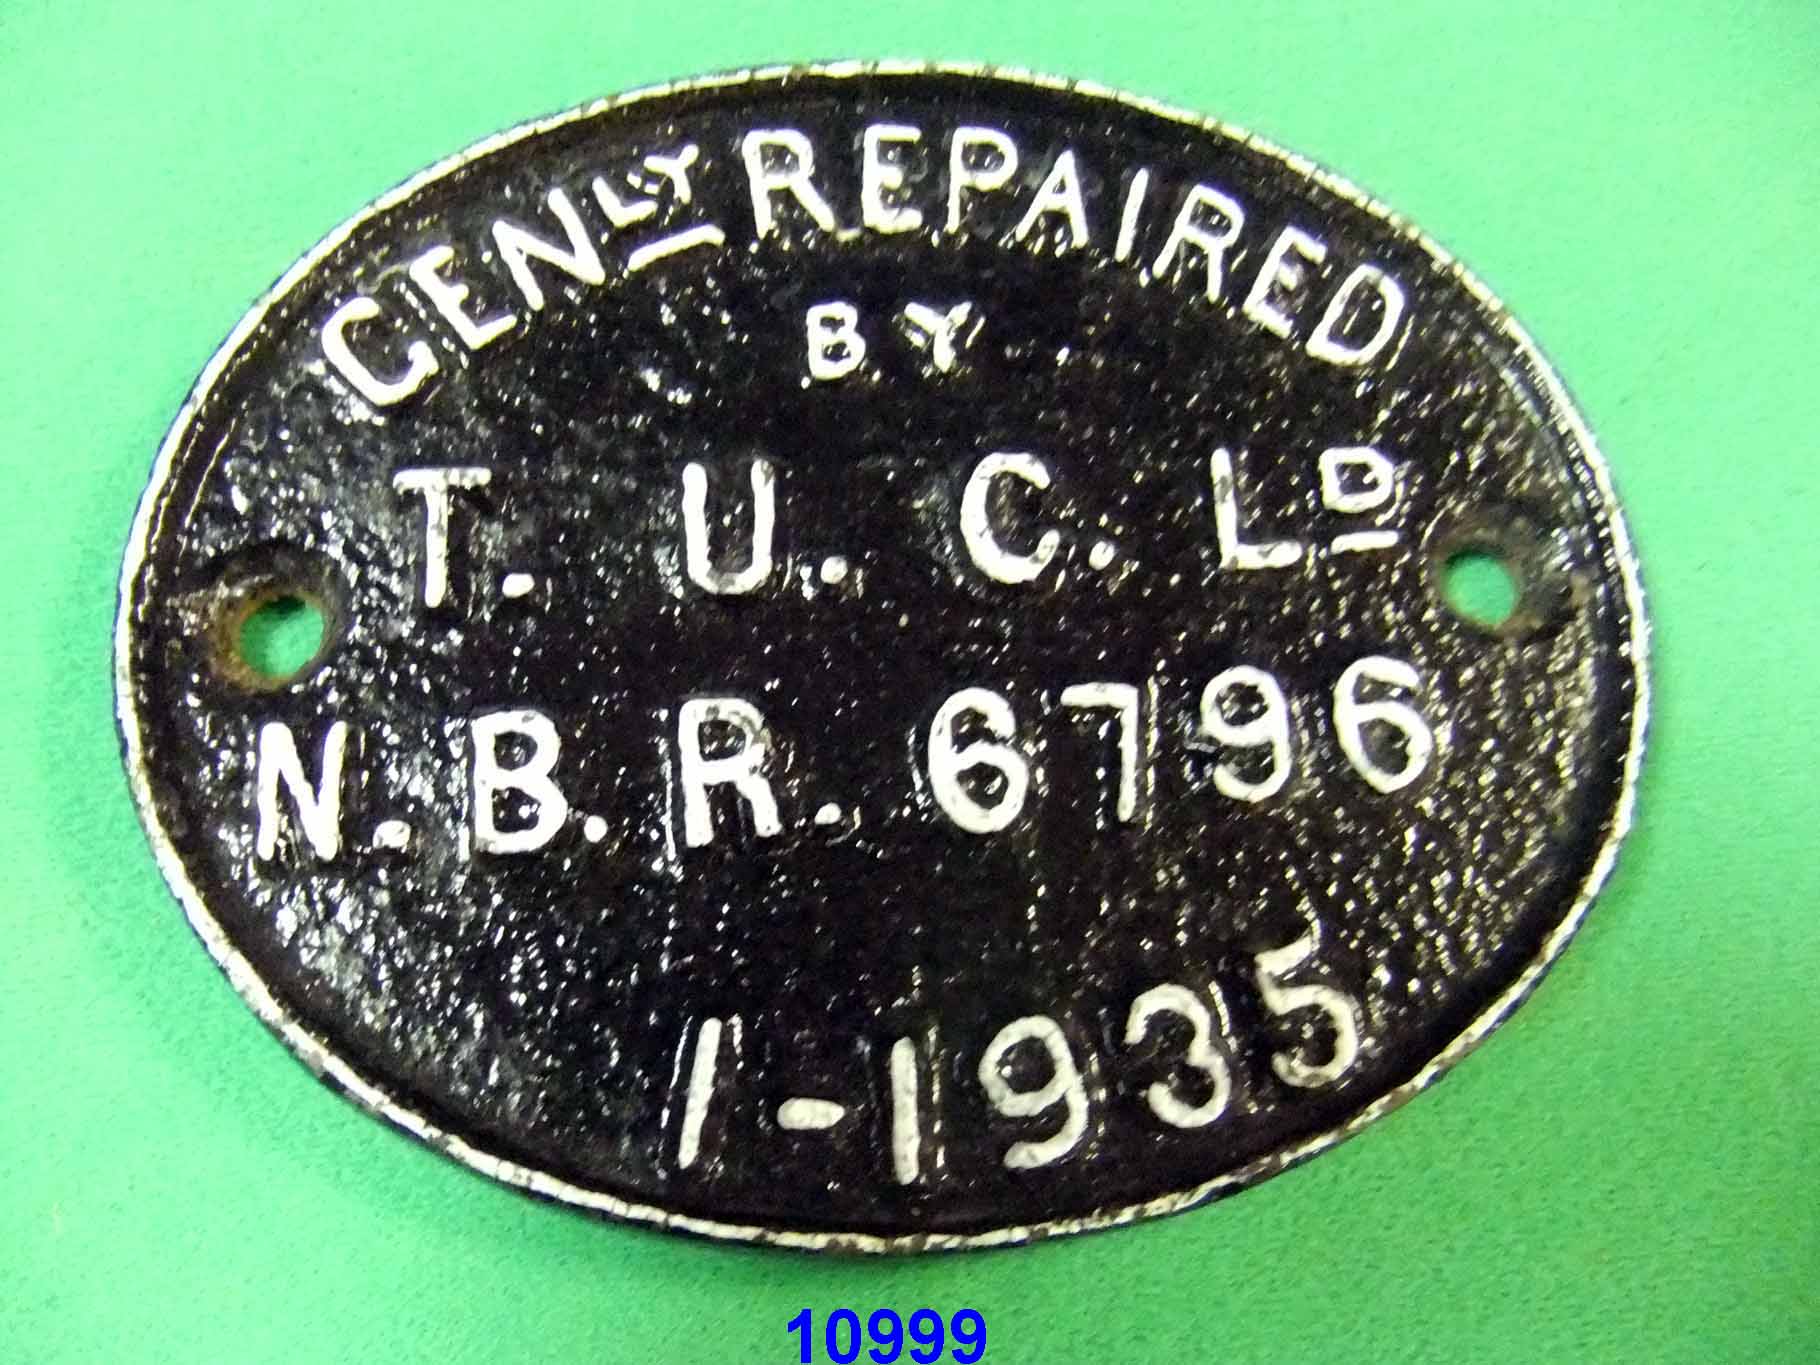 GENLY REPAIRED
BY
T. U. C. LD
N. B. R. 6796
1-1935
10999